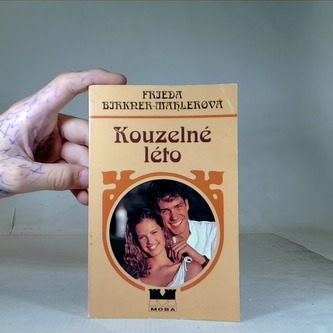 FRIEDA
BIRKNER-MAHLEROVÁ
Kouzelné
léto
MOBA